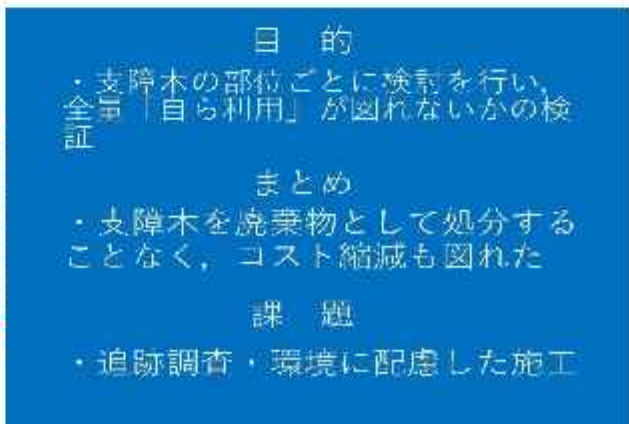 目 的
・支障木の部位ごとに検討を行い,
全量「自ら利用」が図れないかの検
証
まとめ
・支障木を廃棄物として処分する
ことなく, コスト縮減も図れた
課 題
・追跡調査・環境に配慮した施工